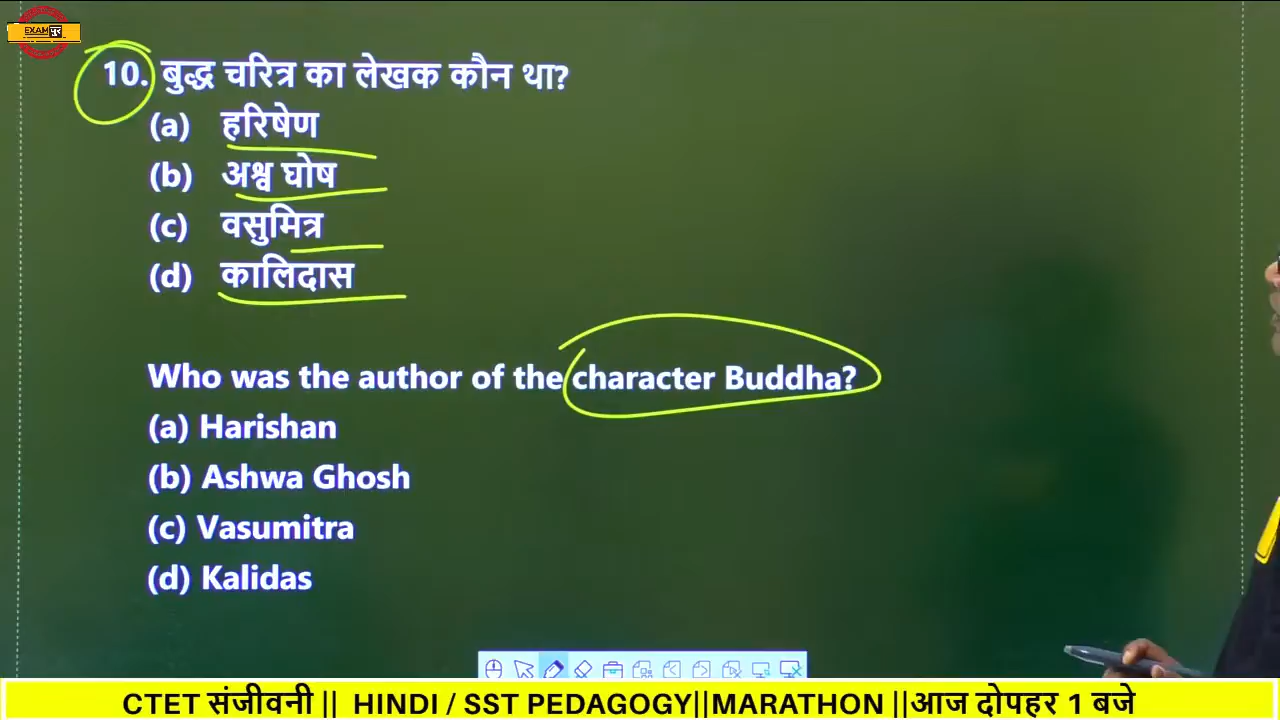 EXAM पुर
10. बुद्ध चरित्र का लेखक कौन था?
(a) हरिषेण
(b) अश्व घोष
(c) वसुमित्र
(d) कालिदास
Who was the author of the character Buddha?
(a) Harishan
(b) Ashwa Ghosh
(c) Vasumitra
(d) Kalidas
CTET संजीवनी || HINDI / SST PEDAGOGY||MARATHON ||आज दोपहर 1 बजे